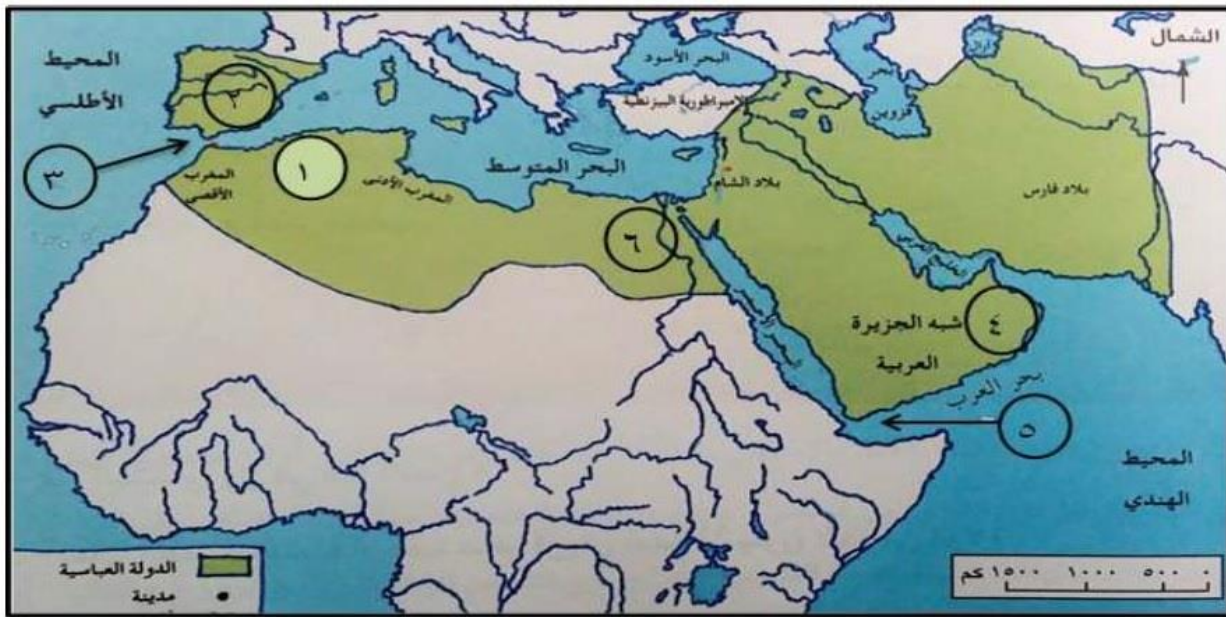 الشمال
المحيط
الأطلسي
البحر الأسود
آرال
بحر
قزوين
الامبراطورية البيزنطية
٢
٣
١
المغرب
الأقصى
المغرب الأدنى
البحر المتوسط
بلاد الشام
بلاد فارس
٦
٤
شبه الجزيرة
العربية
بحر العرب
٥
المحيط
الهندي
الدولة العباسية
مدينة
٠ ٥٠٠ ١٠٠٠ ١٥٠٠ كم